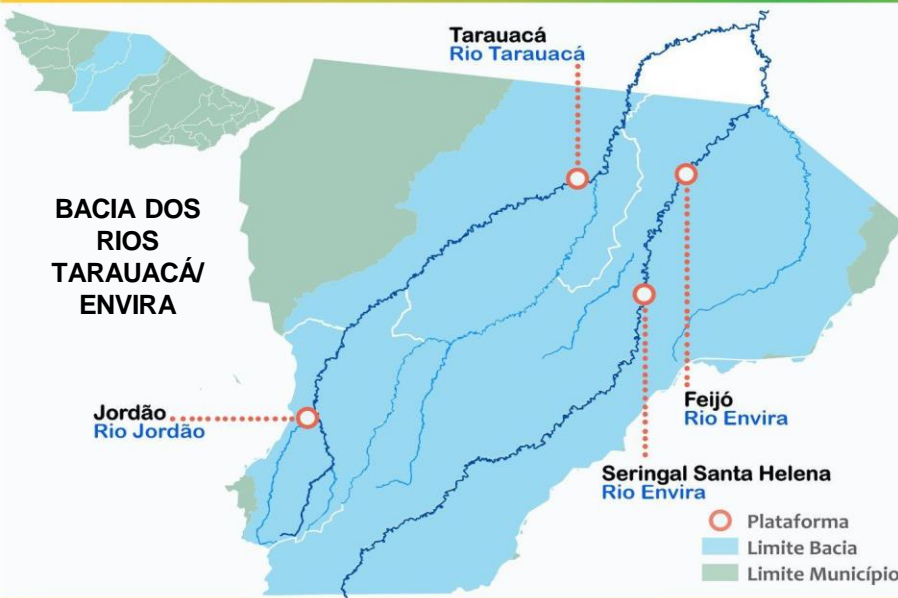 Tarauacá
Rio Tarauacá
BACIA DOS
RIOS
TARAUACÁ/
ENVIRA
Jordão
Rio Jordão
Feijó
Rio Envira
Seringal Santa Helena
Rio Envira
Plataforma
Limite Bacia
Limite Município